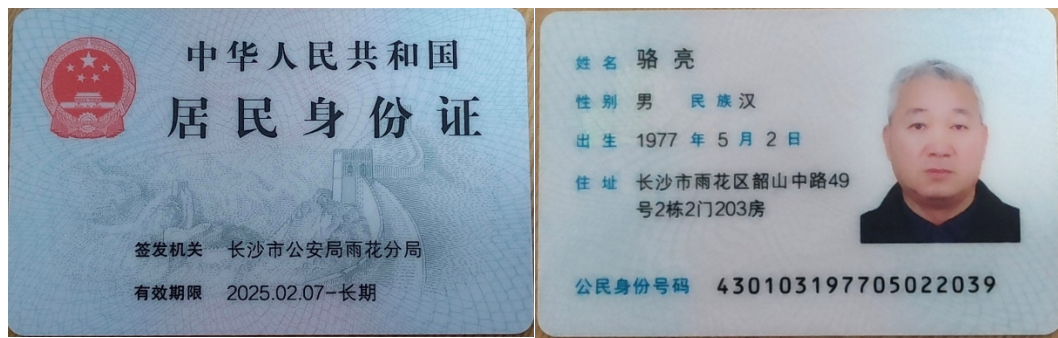 中华人民共和国
居民身份证
签发机关 长沙市公安局雨花分局
有效期限 2025.02.07-长期
姓名 骆亮
性别 男 民族 汉
出生 1977 年 5 月 2 日
住址 长沙市雨花区韶山中路49
号2栋2门203房
公民身份号码 430103197705022039